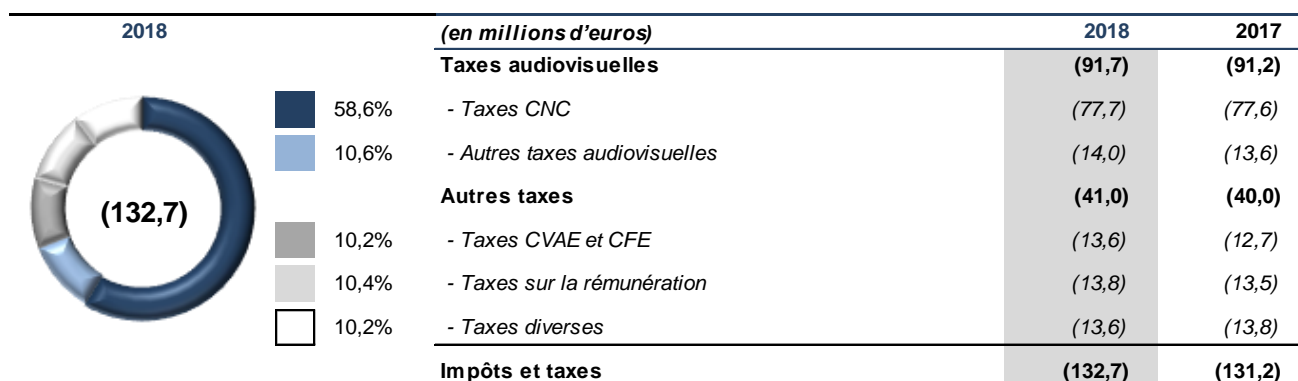 2018 (en millions d'euros) 2018 2017
Taxes audiovisuelles (91,7) (91,2)
58,6% - Taxes CNC (77,7) (77,6)
10,6% - Autres taxes audiovisuelles (14,0) (13,6)
(132,7)
Autres taxes (41,0) (40,0)
10,2% - Taxes CVAE et CFE (13,6) (12,7)
10,4% - Taxes sur la rémunération (13,8) (13,5)
10,2% - Taxes diverses (13,6) (13,8)
Impôts et taxes (132,7) (131,2)